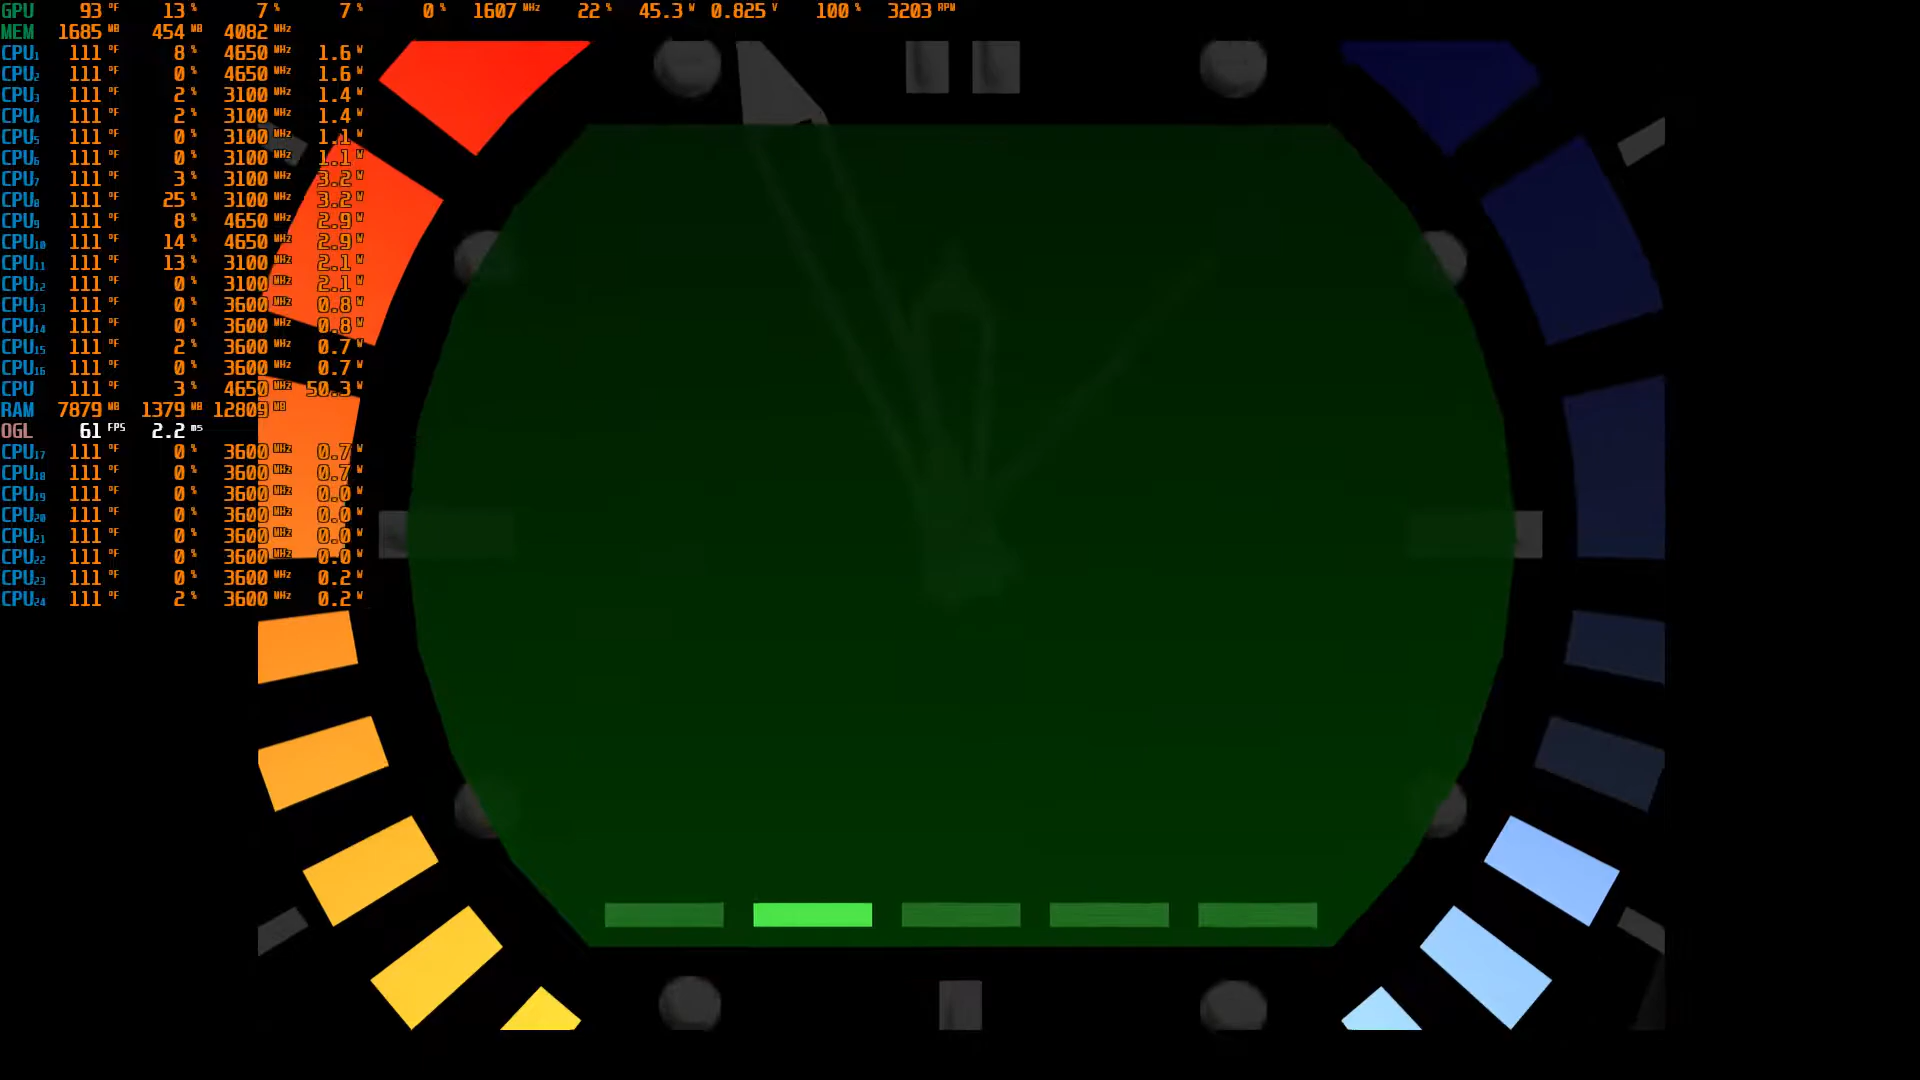 GPU 93 °F 13 % 7 % 7 % 0 % 1607 MHz 22 % 45.3 W 0.825 V 100 % 3203 RPM
MEM 1685 MB 454 MB 4082 MHz
CPU1 111 °F 8 % 4650 MHz 1.6 W
CPU2 111 °F 0 % 4650 MHz 1.6 W
CPU3 111 °F 2 % 3100 MHz 1.4 W
CPU4 111 °F 2 % 3100 MHz 1.4 W
CPU5 111 °F 0 % 3100 MHz 1.1 W
CPU6 111 °F 0 % 3100 MHz 1.1 W
CPU7 111 °F 3 % 3100 MHz 3.2 W
CPU8 111 °F 25 % 3100 MHz 3.2 W
CPU9 111 °F 8 % 4650 MHz 2.9 W
CPU10 111 °F 14 % 4650 MHz 2.9 W
CPU11 111 °F 13 % 3100 MHz 2.1 W
CPU12 111 °F 0 % 3100 MHz 2.1 W
CPU13 111 °F 0 % 3600 MHz 0.8 W
CPU14 111 °F 0 % 3600 MHz 0.8 W
CPU15 111 °F 2 % 3600 MHz 0.7 W
CPU16 111 °F 0 % 3600 MHz 0.7 W
CPU 111 °F 3 % 4650 MHz 50.3 W
RAM 7879 MB 1379 MB 12809 MB
OGL 61 FPS 2.2 ms
CPU17 111 °F 0 % 3600 MHz 0.7 W
CPU18 111 °F 0 % 3600 MHz 0.7 W
CPU19 111 °F 0 % 3600 MHz 0.0 W
CPU20 111 °F 0 % 3600 MHz 0.0 W
CPU21 111 °F 0 % 3600 MHz 0.0 W
CPU22 111 °F 0 % 3600 MHz 0.0 W
CPU23 111 °F 0 % 3600 MHz 0.2 W
CPU24 111 °F 2 % 3600 MHz 0.2 W